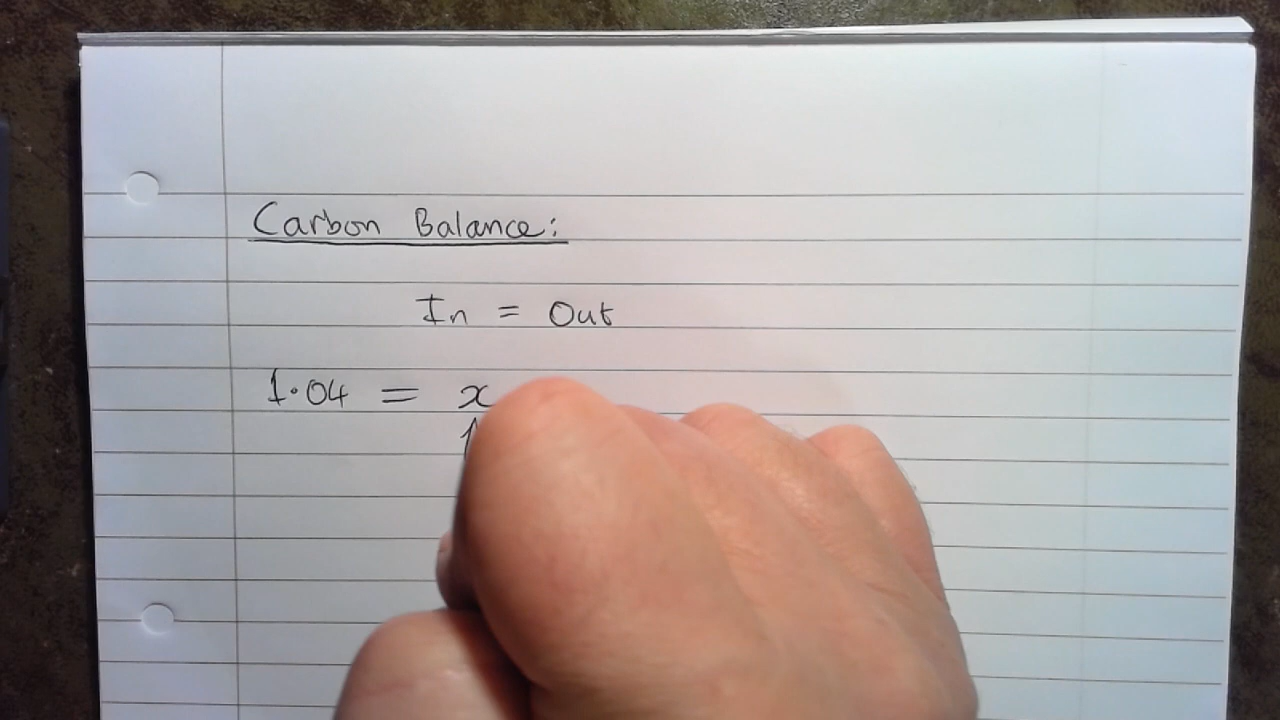 Carbon Balance:
In = Out
1·04 = x
↑